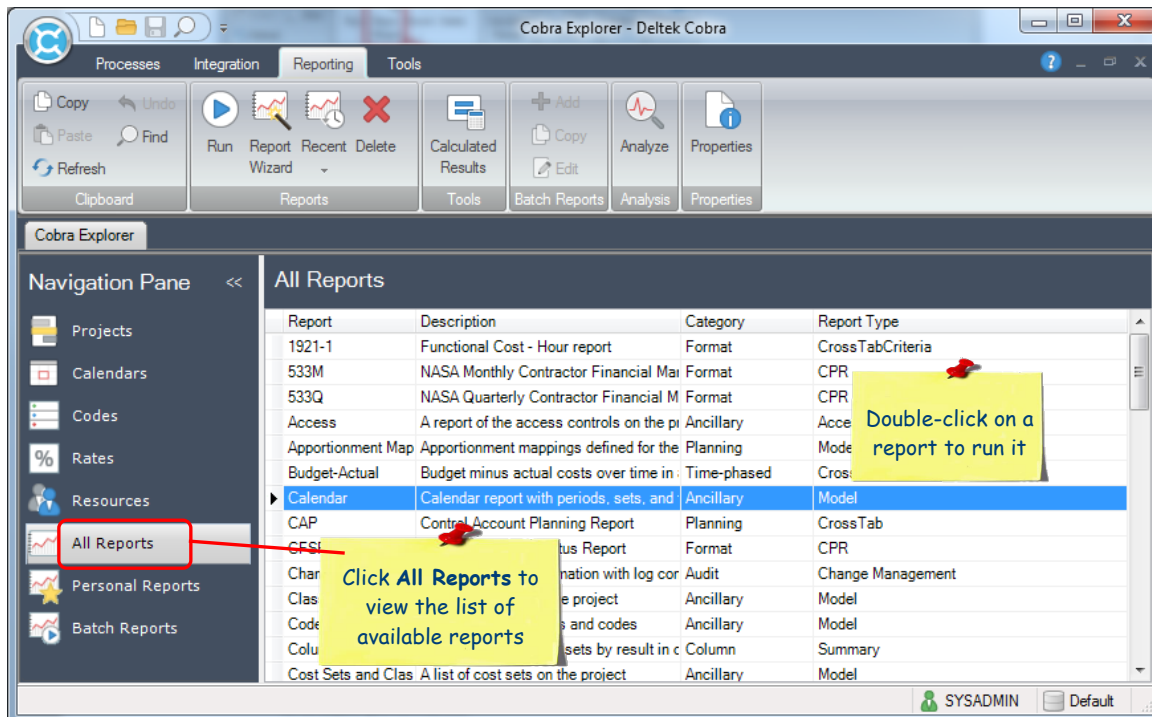 Cobra Explorer - Deltek Cobra
Processes Integration Reporting Tools
Copy Undo
Paste Find
Refresh
Clipboard
Run Report Wizard Recent Delete
Reports
Calculated Results
Tools
Add
Copy
Edit
Batch Reports
Analyze
Analysis
Properties
Properties
Cobra Explorer
Navigation Pane <<
Projects
Calendars
Codes
Rates
Resources
All Reports
Personal Reports
Batch Reports
All Reports
Report Description Category Report Type
1921-1 Functional Cost - Hour report Format CrossTabCriteria
533M NASA Monthly Contractor Financial Mai Format CPR
533Q NASA Quarterly Contractor Financial M Format CPR
Access A report of the access controls on the pr Ancillary Acce
Apportionment Map Apportionment mappings defined for the Planning Mode
Budget-Actual Budget minus actual costs over time in Time-phased Cross
Calendar Calendar report with periods, sets, and Ancillary Model
CAP Control Account Planning Report Planning CrossTab
CFSR tus Report Format CPR
Chan mation with log cor Audit Change Management
Clas e project Ancillary Model
Code s and codes Ancillary Model
Colu sets by result in c Column Summary
Cost Sets and Clas A list of cost sets on the project Ancillary Model
Double-click on a
report to run it
Click All Reports to
view the list of
available reports
SYSADMIN Default